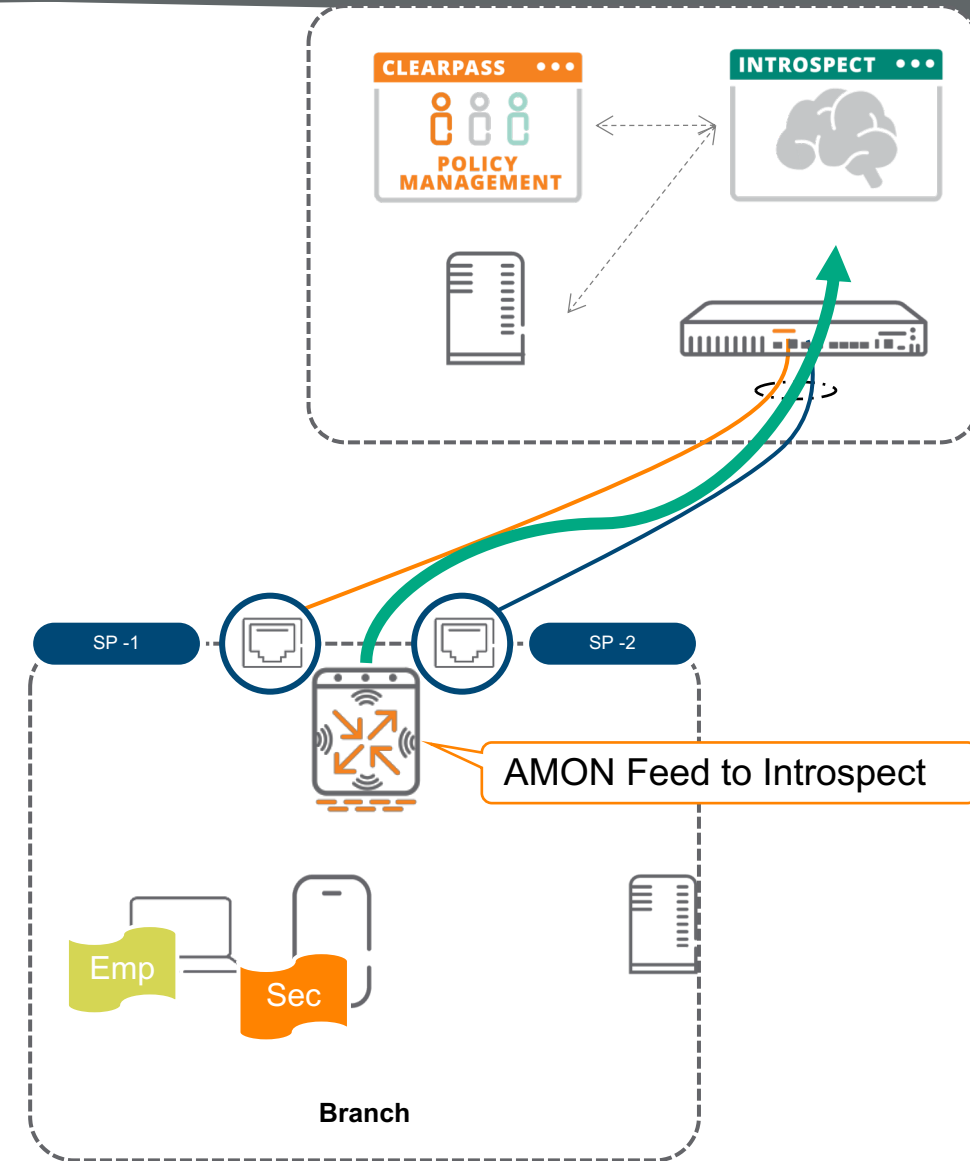 CLEARPASS
INTROSPECT
POLICY
MANAGEMENT
SP -1
SP -2
AMON Feed to Introspect
Emp
Sec
Branch